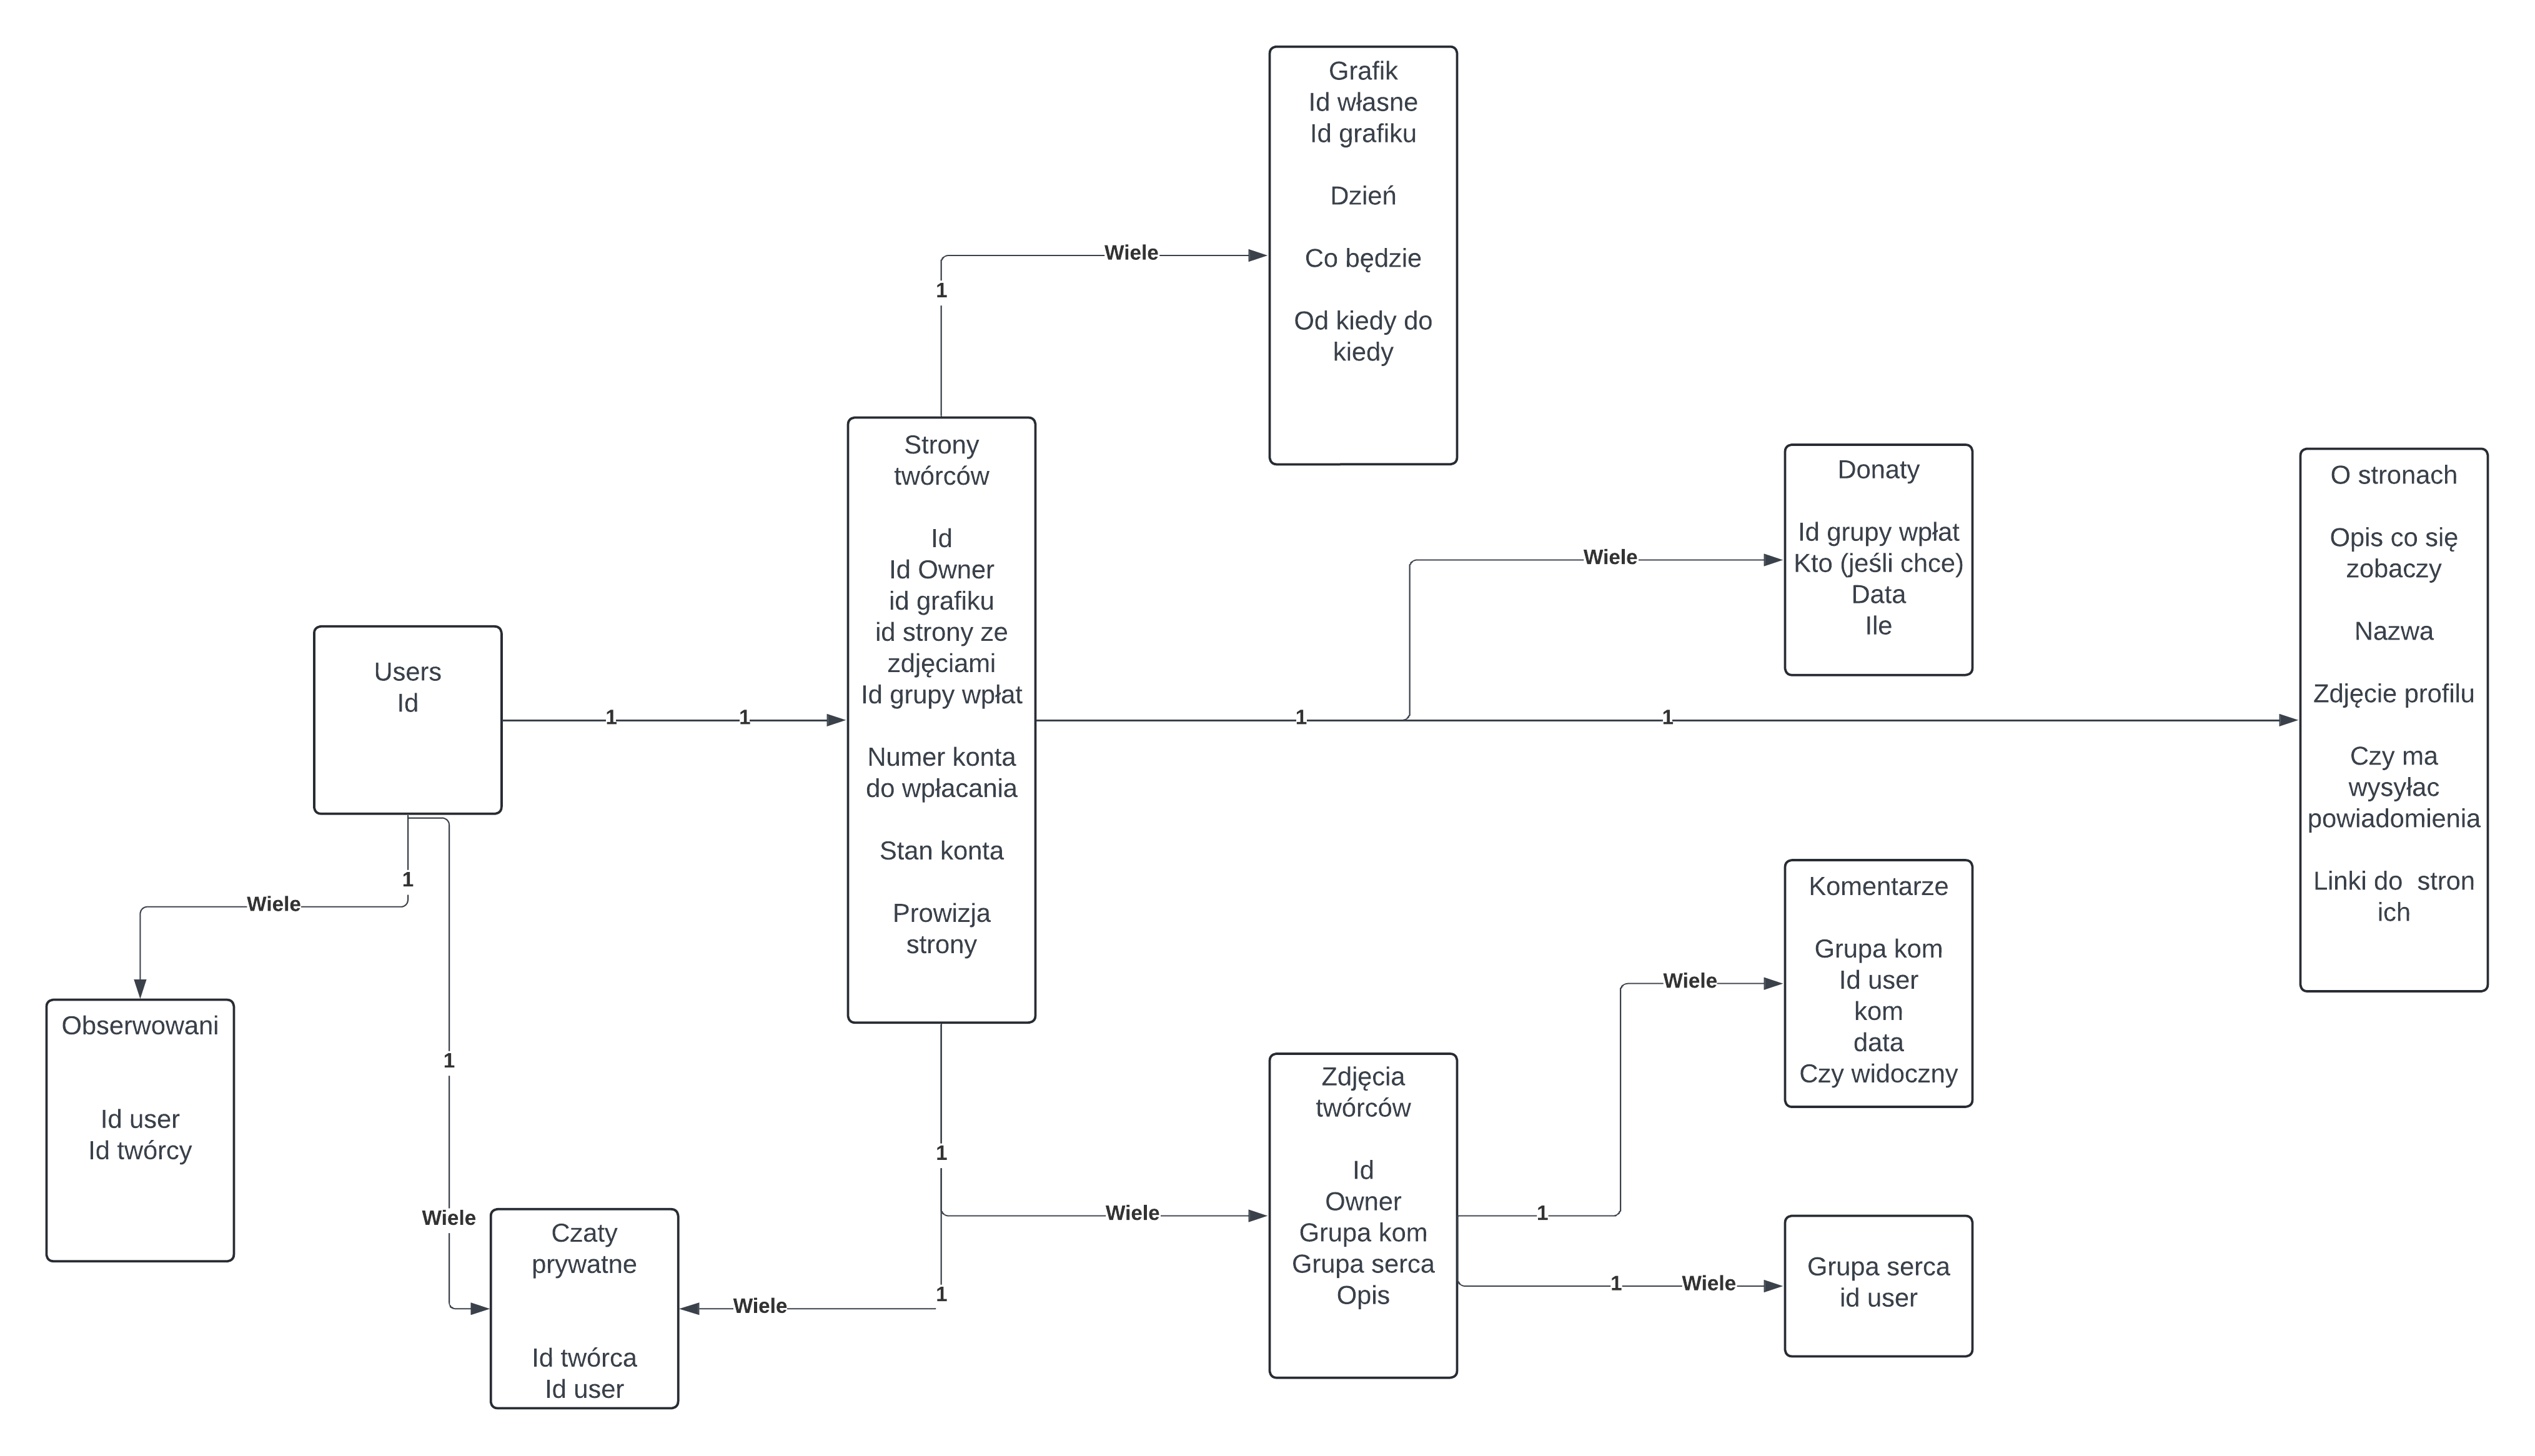 Grafik
Id własne
Id grafiku
Dzień
Co będzie
Od kiedy do
kiedy
Wiele
1
Strony
twórców
Id
Id Owner
id grafiku
id strony ze
zdjęciami
Id grupy wpłat
Numer konta
do wpłacania
Stan konta
Prowizja
strony
Donaty
Id grupy wpłat
Kto (jeśli chce)
Data
Ile
Wiele
O stronach
Opis co się
zobaczy
Nazwa
Zdjęcie profilu
Czy ma
wysyłac
powiadomienia
Linki do  stron
ich
Users
Id
1
1
1
1
1
Wiele
Obserwowani
Id user
Id twórcy
1
Wiele
Czaty
prywatne
Id twórca
Id user
1
Wiele
1
Wiele
Zdjęcia
twórców
Id
Owner
Grupa kom
Grupa serca
Opis
Komentarze
Grupa kom
Id user
kom
data
Czy widoczny
Wiele
1
1
Wiele
Grupa serca
id user